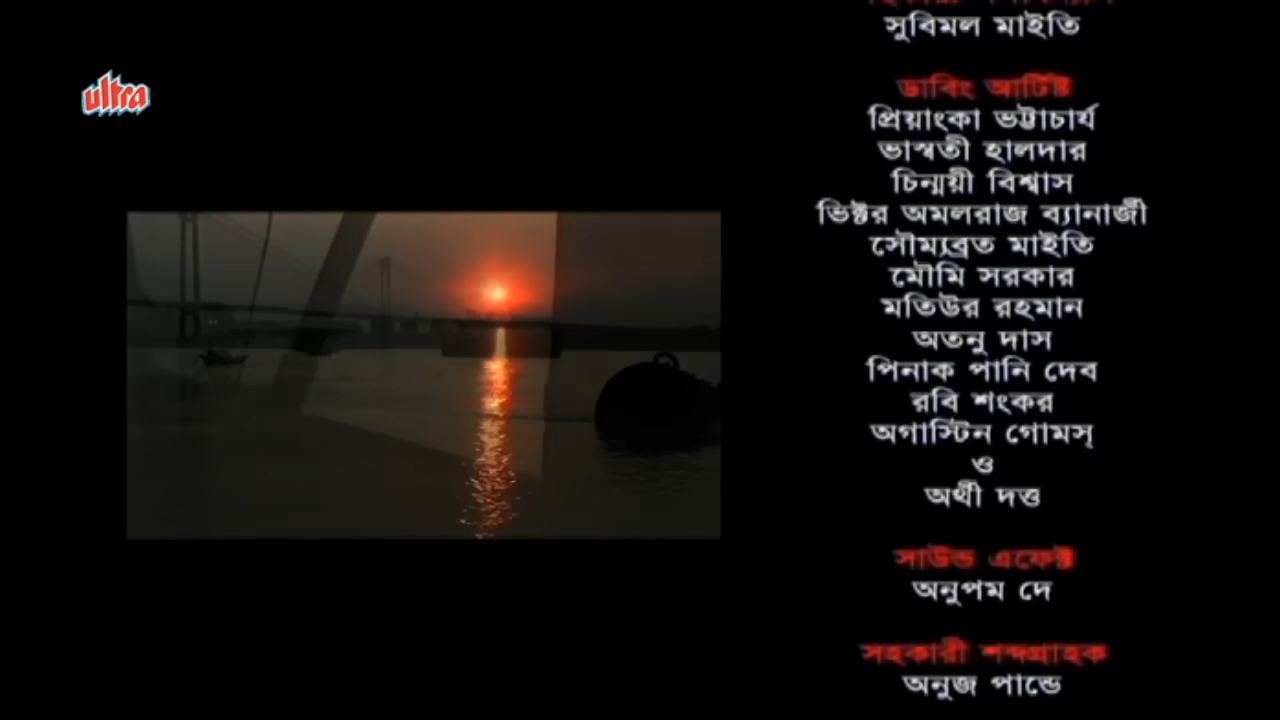 ultra
সুবিমল মাইতি
ডাবিং আর্টিষ্ট
প্রিয়াংকা ভট্টাচার্য
ভাস্বতী হালদার
চিন্ময়ী বিশ্বাস
ভিক্টর অমলরাজ ব্যানার্জী
সৌম্যব্রত মাইতি
মৌমি সরকার
মতিউর রহমান
অতনু দাস
পিনাক পানি দেব
রবি শংকর
অগাস্টিন গোমস্
ও
অর্থী দত্ত
সাউন্ড এফেক্ট
অনুপম দে
সহকারী শব্দগ্রাহক
অনুজ পান্ডে